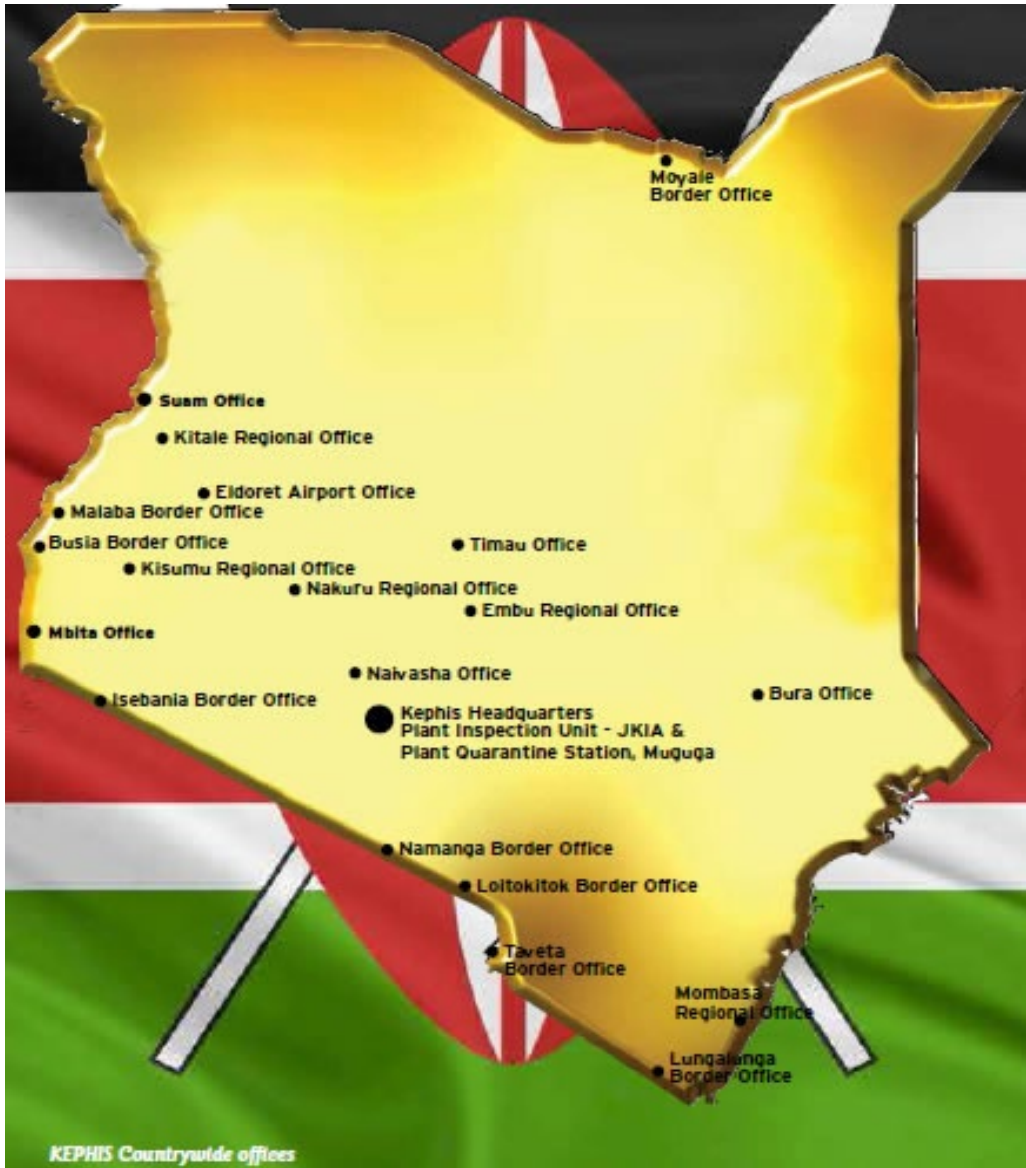 Moyale
Border Office
Suam Office
Kitale Regional Office
Eldoret Airport Office
Malaba Border Office
Busia Border Office
Timau Office
Kisumu Regional Office
Nakuru Regional Office
Embu Regional Office
Mbita Office
Naivasha Office
Bura Office
Isebania Border Office
Kephis Headquarters
Plant Inspection Unit - JKIA &
Plant Quarantine Station, Muguga
Namanga Border Office
Loitokitok Border Office
Taveta
Border Office
Mombasa
Regional Office
Lungalunga
Border Office
KEPHIS Countrywide offices